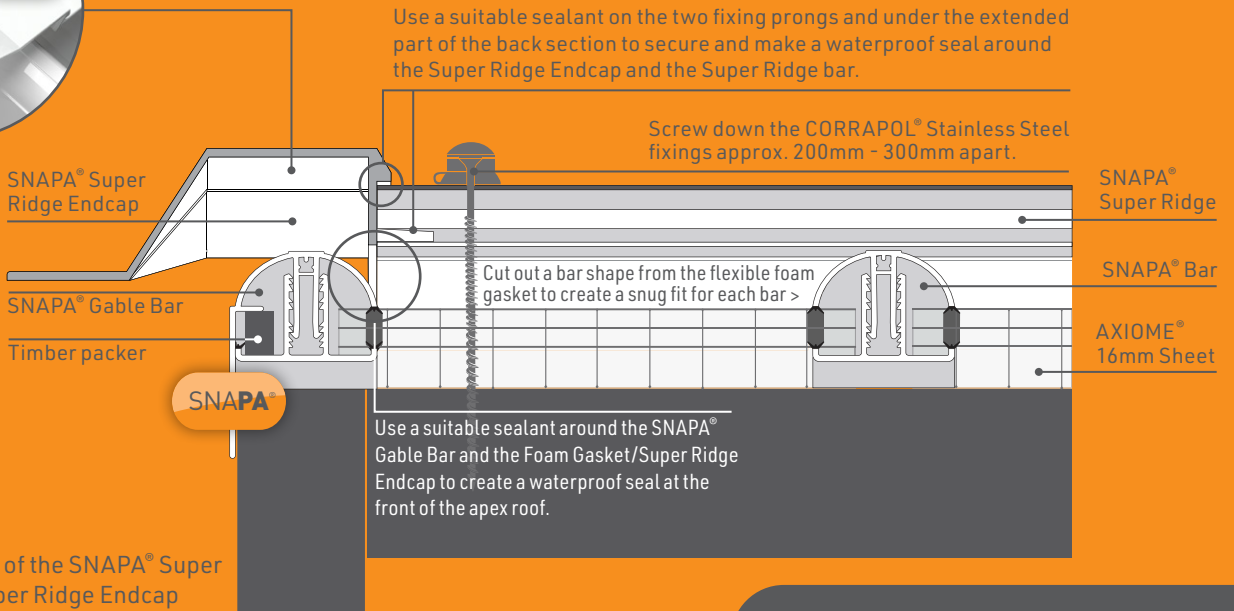 Use a suitable sealant on the two fixing prongs and under the extended
part of the back section to secure and make a waterproof seal around
the Super Ridge Endcap and the Super Ridge bar.
Screw down the CORRAPOL® Stainless Steel
fixings approx. 200mm - 300mm apart.
SNAPA® Super
Ridge Endcap
SNAPA®
Super Ridge
Cut out a bar shape from the flexible foam
gasket to create a snug fit for each bar >
SNAPA® Bar
SNAPA® Gable Bar
AXIOME®
16mm Sheet
Timber packer
SNAPA®
Use a suitable sealant around the SNAPA®
Gable Bar and the Foam Gasket/Super Ridge
Endcap to create a waterproof seal at the
front of the apex roof.
of the SNAPA® Super
Ridge Endcap